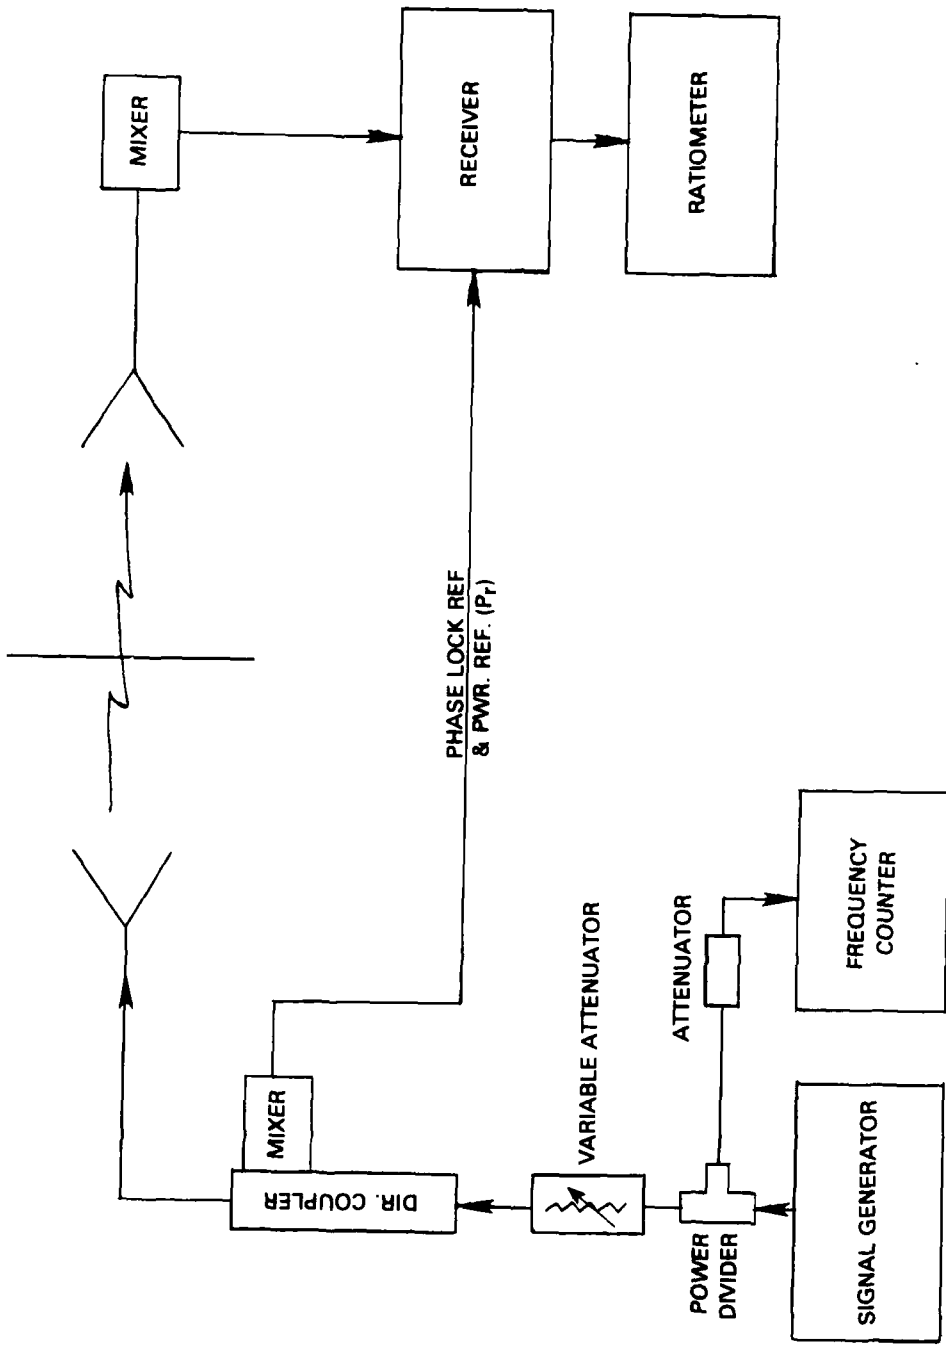 MIXER
RECEIVER
RATIOMETER
PHASE LOCK REF
& PWR. REF. (Pr)
MIXER
DIR. COUPLER
VARIABLE ATTENUATOR
ATTENUATOR
FREQUENCY
COUNTER
POWER
DIVIDER
SIGNAL GENERATOR